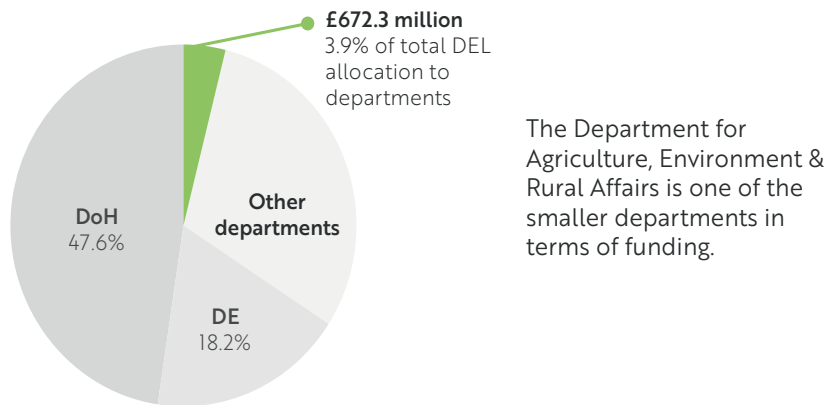 £672.3 million
3.9% of total DEL
allocation to
departments
The Department for
Agriculture, Environment &
Rural Affairs is one of the
smaller departments in
terms of funding.
Other
departments
DoH
47.6%
DE
18.2%